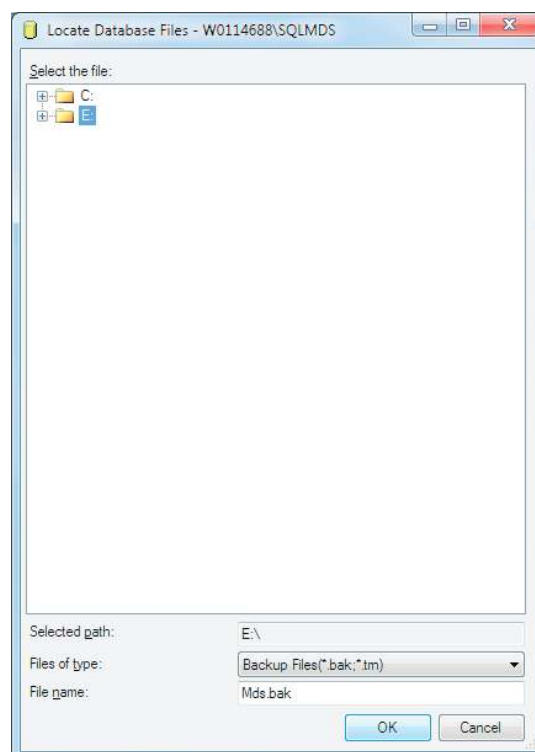 Locate Database Files - W0114688\SQLMDS
Select the file:
C:
E:
Selected path:
E:\
Files of type:
Backup Files(*.bak;*.trn)
File name:
Mds.bak
OK
Cancel